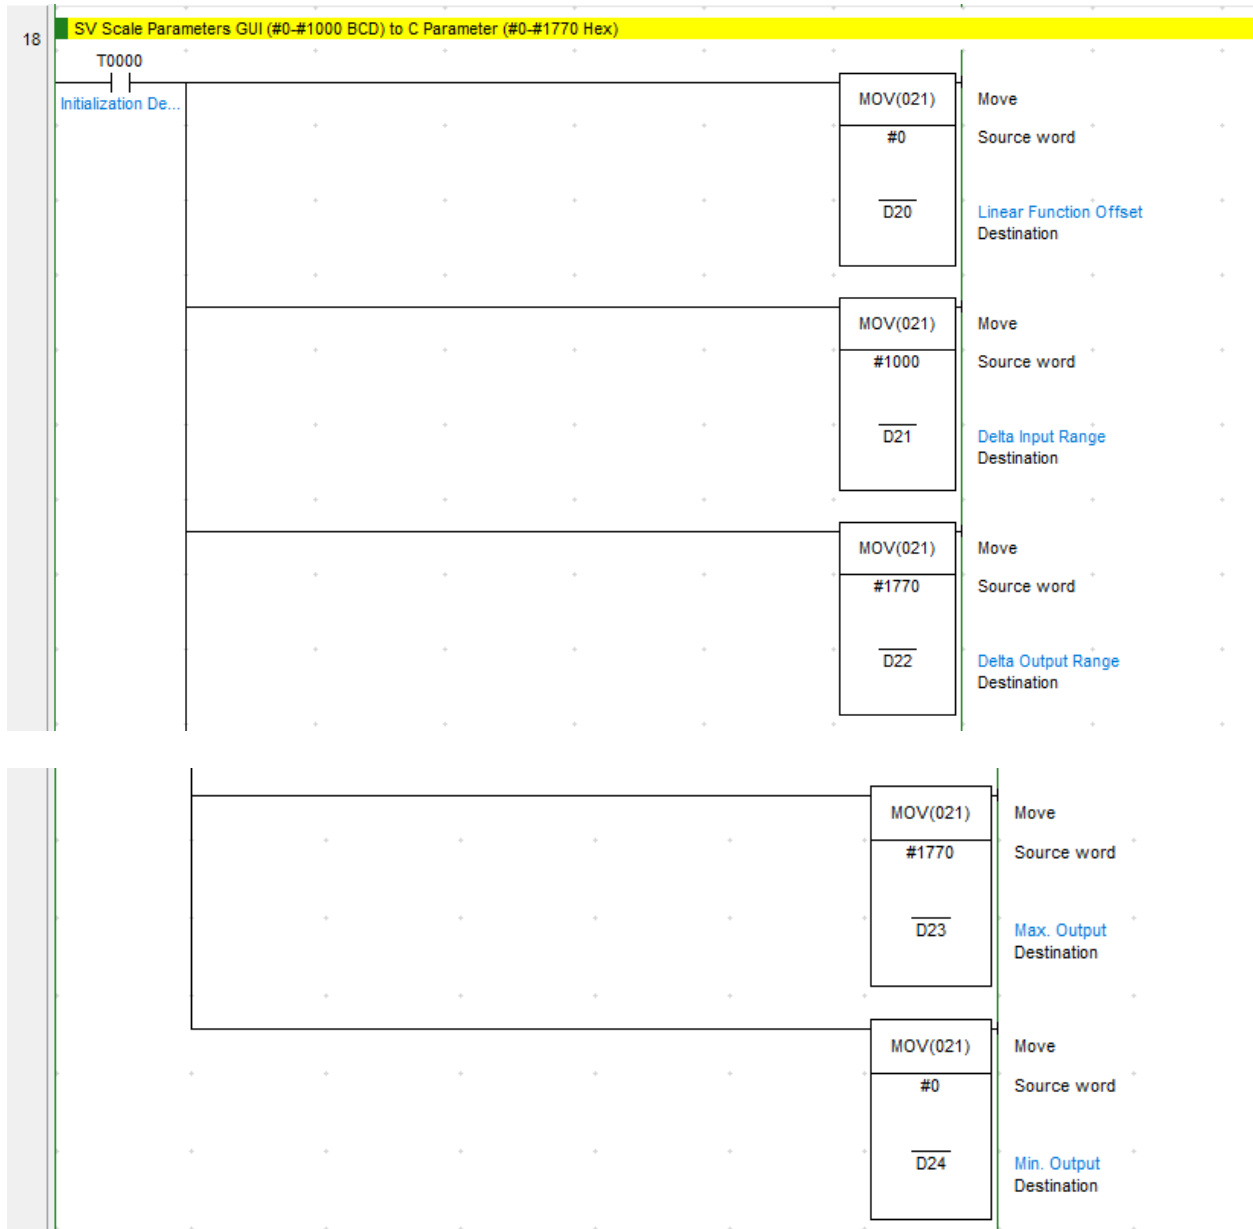 18
SV Scale Parameters GUI (#0-#1000 BCD) to C Parameter (#0-#1770 Hex)
T0000
Initialization De...
MOV(021)
Move
#0
Source word
D20
Linear Function Offset
Destination
MOV(021)
Move
#1000
Source word
D21
Delta Input Range
Destination
MOV(021)
Move
#1770
Source word
D22
Delta Output Range
Destination
MOV(021)
Move
#1770
Source word
D23
Max. Output
Destination
MOV(021)
Move
#0
Source word
D24
Min. Output
Destination